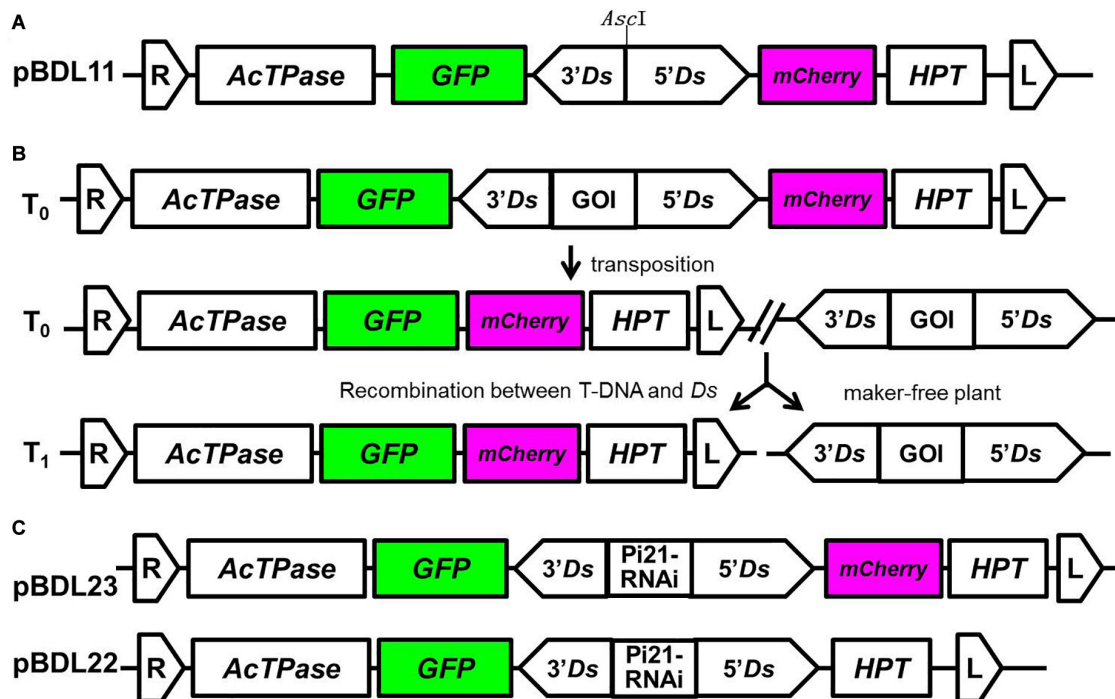 A
AscI
pBDL11 R AcTPase GFP 3'Ds 5'Ds mCherry HPT L
B
T0 R AcTPase GFP 3'Ds GOI 5'Ds mCherry HPT L
transposition
T0 R AcTPase GFP mCherry HPT L 3'Ds GOI 5'Ds
Recombination between T-DNA and Ds maker-free plant
T1 R AcTPase GFP mCherry HPT L 3'Ds GOI 5'Ds
C
pBDL23 R AcTPase GFP 3'Ds Pi21-RNAi 5'Ds mCherry HPT L
pBDL22 R AcTPase GFP 3'Ds Pi21-RNAi 5'Ds HPT L